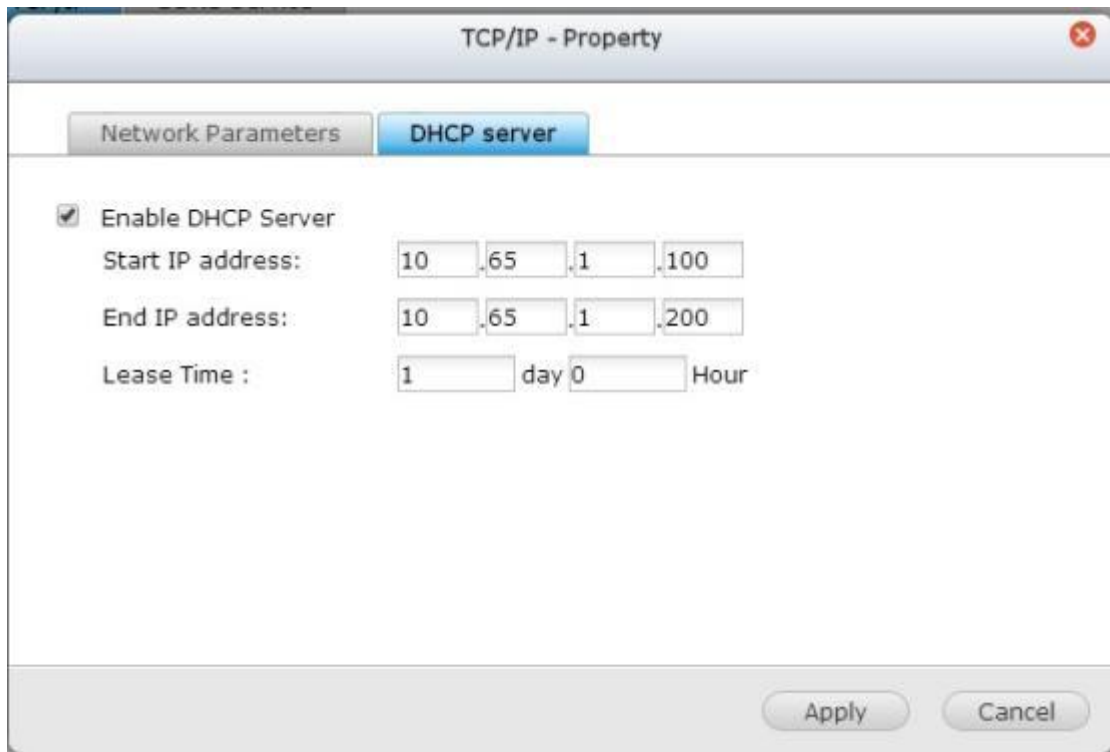 TCP/IP - Property
Network Parameters DHCP server
Enable DHCP Server
Start IP address: 10 .65 .1 .100
End IP address: 10 .65 .1 .200
Lease Time : 1 day 0 Hour
Apply Cancel